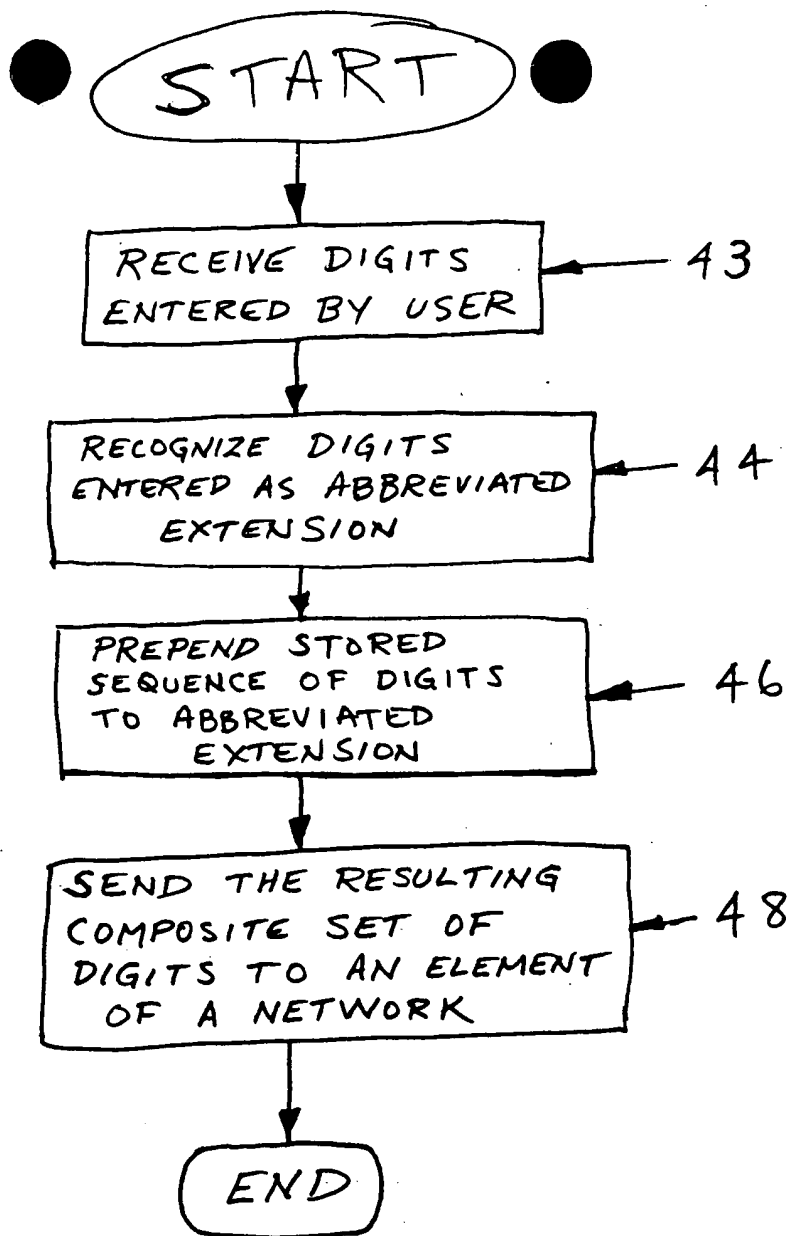 START
RECEIVE DIGITS
ENTERED BY USER
43
RECOGNIZE DIGITS
ENTERED AS ABBREVIATED
EXTENSION
44
PREPEND STORED
SEQUENCE OF DIGITS
TO ABBREVIATED
EXTENSION
46
SEND THE RESULTING
COMPOSITE SET OF
DIGITS TO AN ELEMENT
OF A NETWORK
48
END